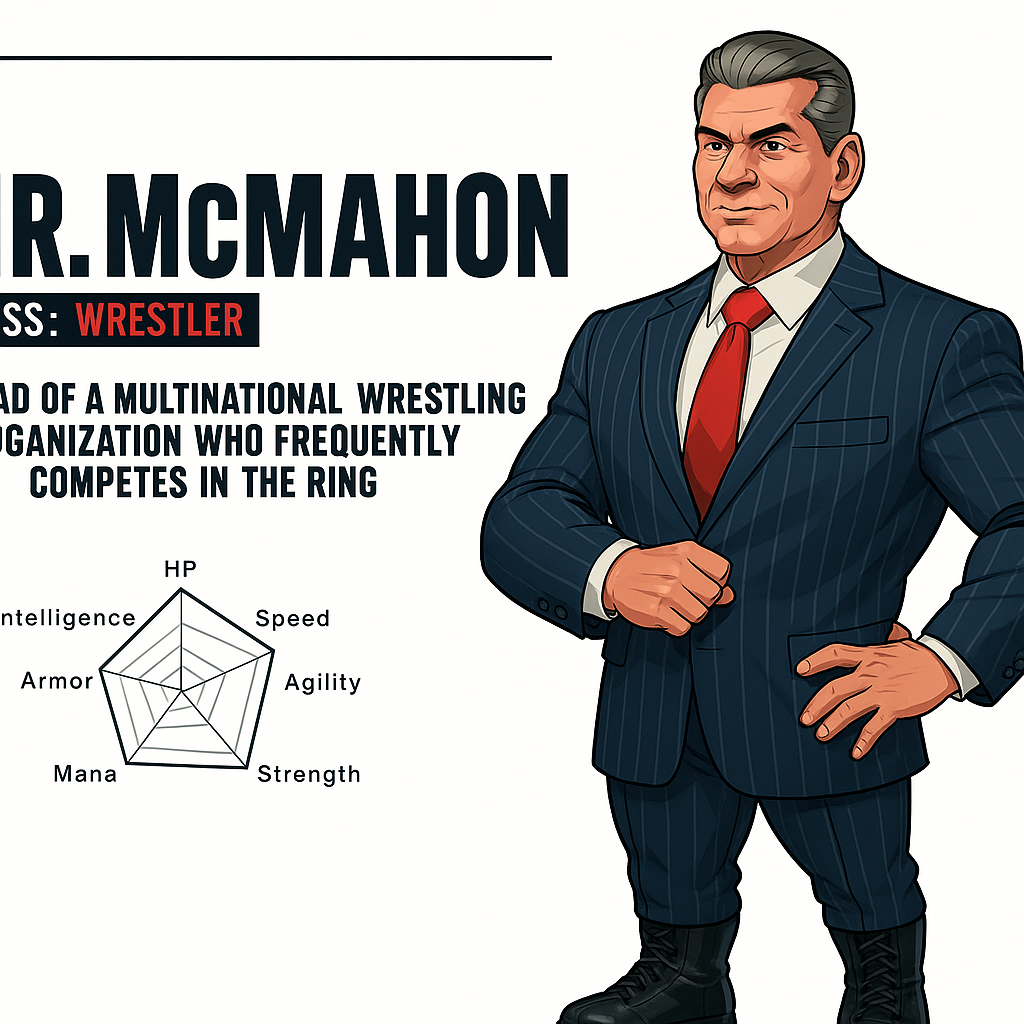 IR. McMAHON
SS: WRESTLER
AD OF A MULTINATIONAL WRESTLING
OGANIZATION WHO FREQUENTLY
COMPETES IN THE RING
HP
ntelligence
Speed
Armor
Agility
Mana
Strength